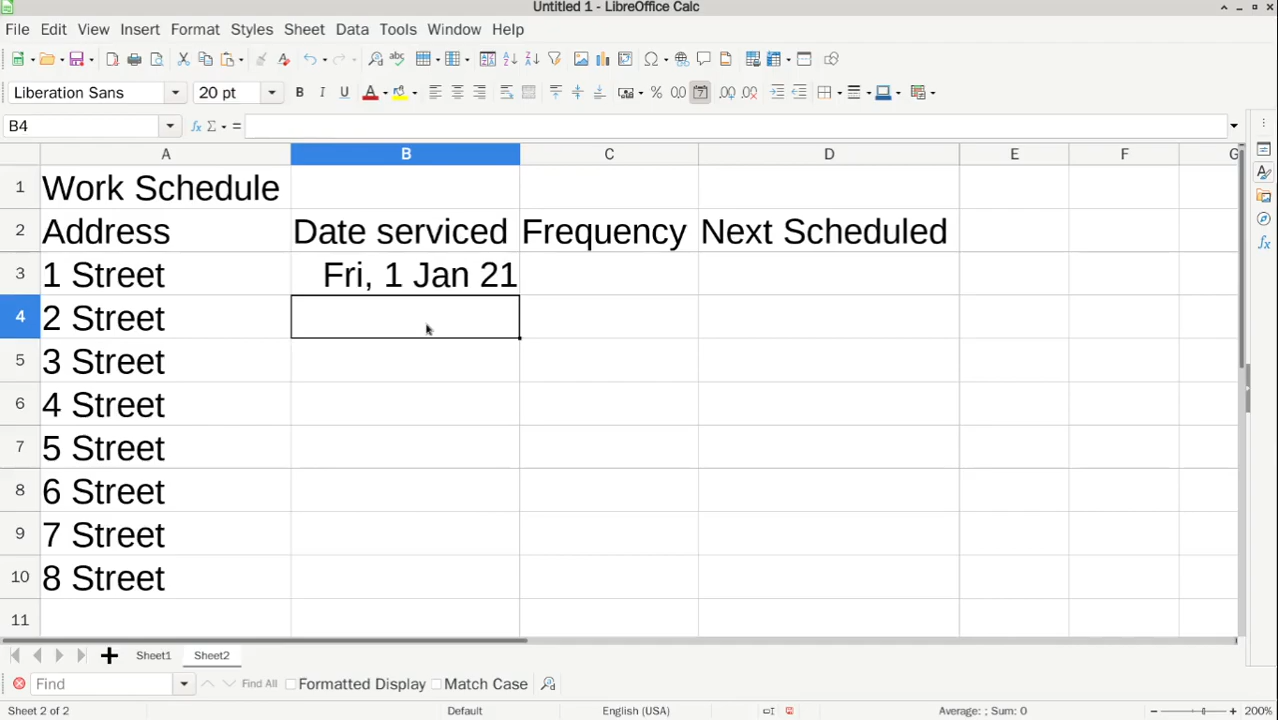 Untitled 1 - LibreOffice Calc
File Edit View Insert Format Styles Sheet Data Tools Window Help
Liberation Sans 20 pt
B4
A B C D E F G
1 Work Schedule
2 Address Date serviced Frequency Next Scheduled
3 1 Street Fri, 1 Jan 21
4 2 Street
5 3 Street
6 4 Street
7 5 Street
8 6 Street
9 7 Street
10 8 Street
11
Sheet1 Sheet2
Find Find All Formatted Display Match Case
Sheet 2 of 2 Default English (USA) Average: ; Sum: 0 200%